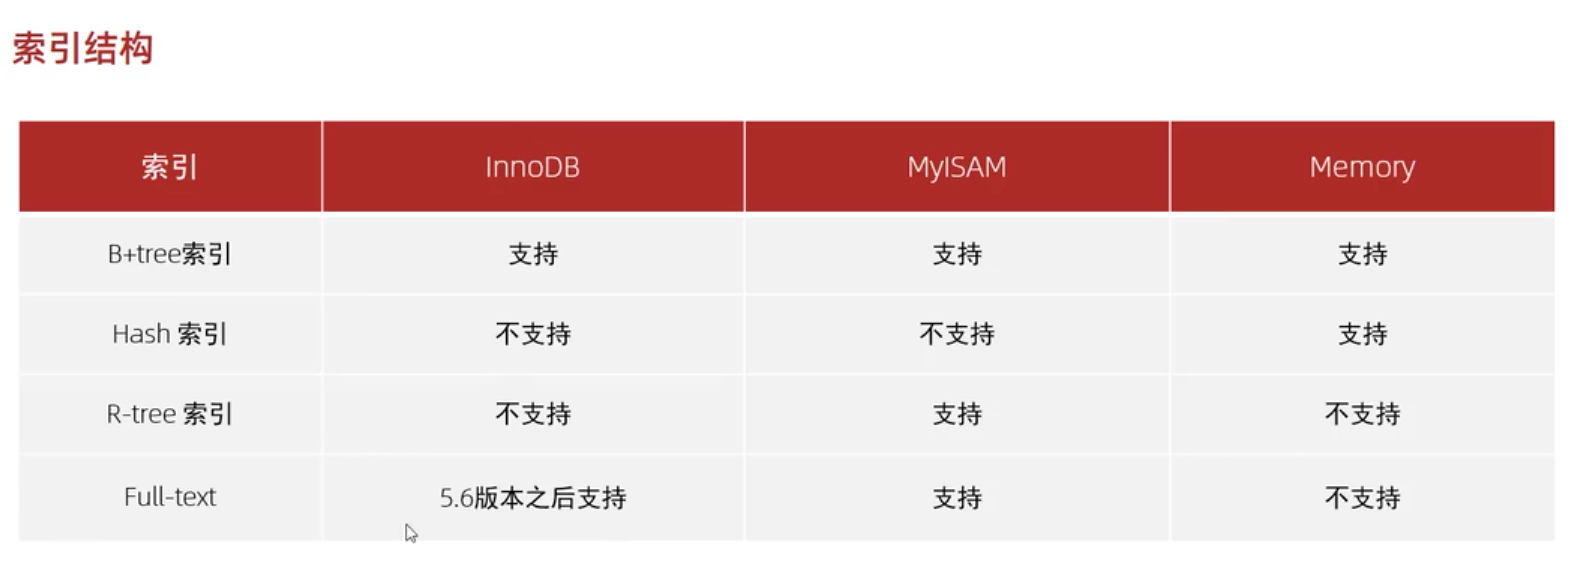 索引结构
索引 InnoDB MyISAM Memory
B+tree索引 支持 支持 支持
Hash 索引 不支持 不支持 支持
R-tree 索引 不支持 支持 不支持
Full-text 5.6版本之后支持 支持 不支持